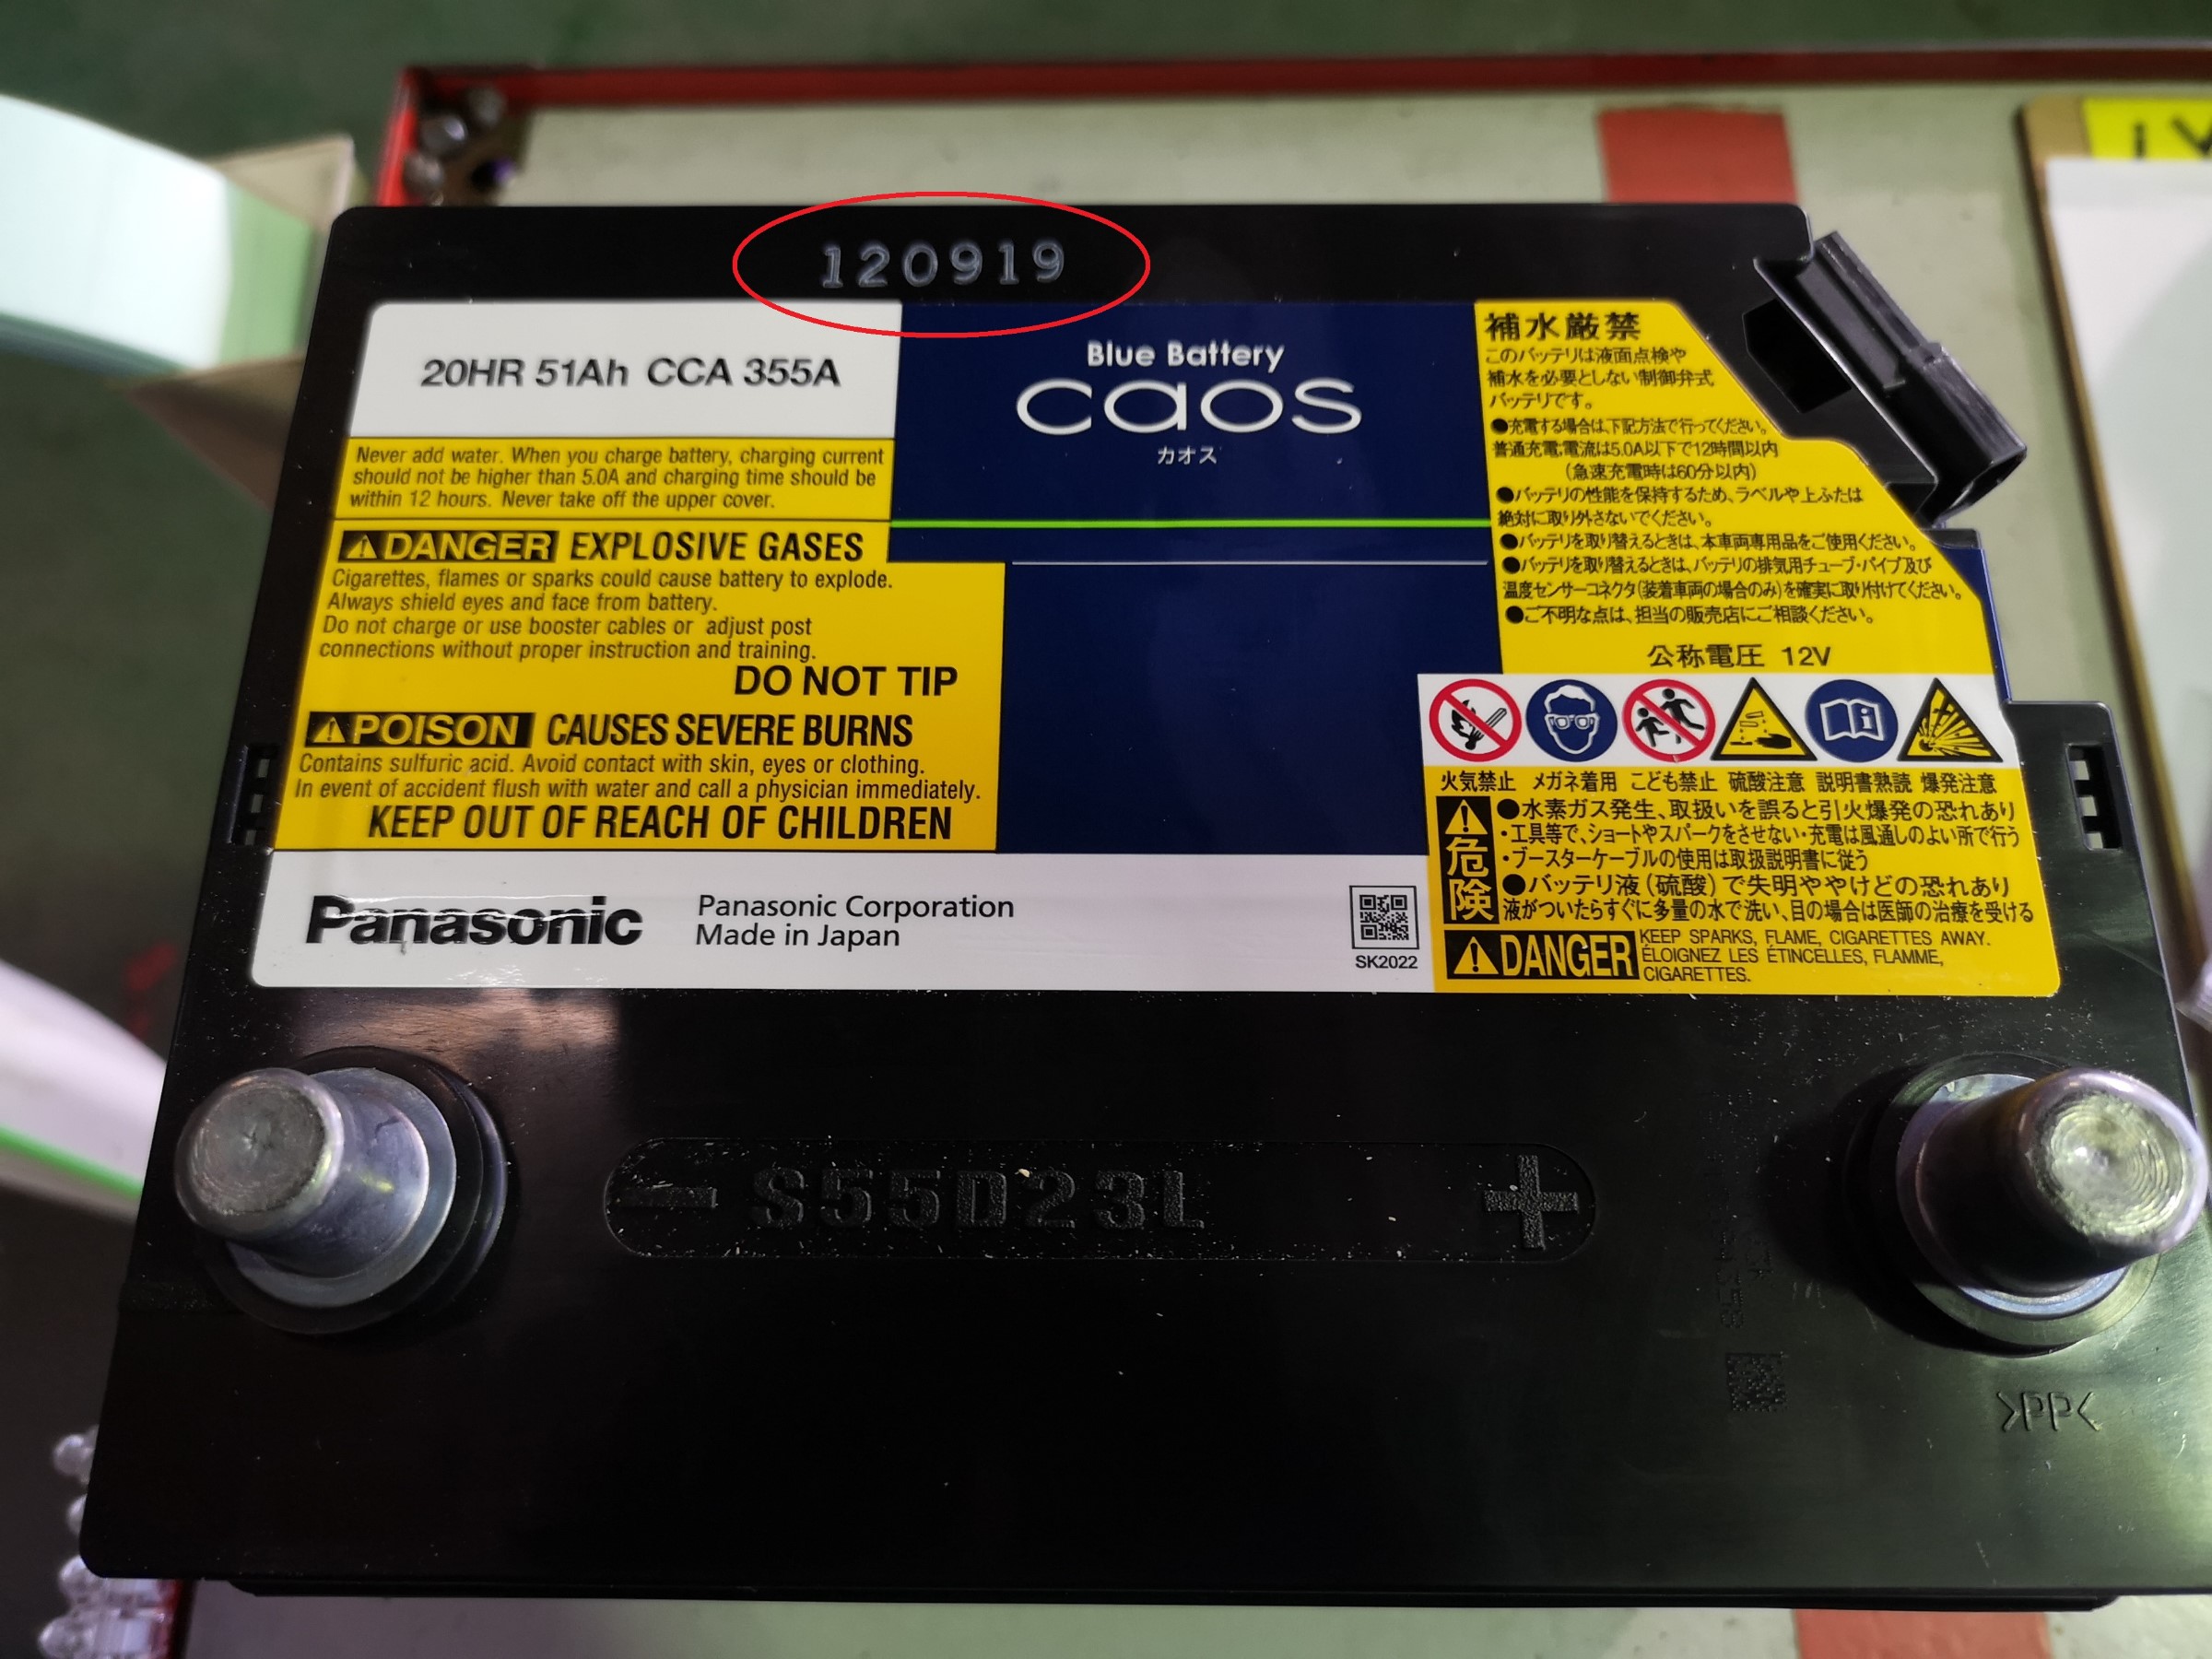 120919
20HR 51Ah CCA 355A
Never add water. When you charge battery, charging current
should not be higher than 5.0A and charging time should be
within 12 hours. Never take off the upper cover.
DANGER EXPLOSIVE GASES
Cigarettes, flames or sparks could cause battery to explode.
Always shield eyes and face from battery.
Do not charge or use booster cables or adjust post
connections without proper instruction and training.
DO NOT TIP
POISON CAUSES SEVERE BURNS
Contains sulfuric acid. Avoid contact with skin, eyes or clothing.
In event of accident flush with water and call a physician immediately.
KEEP OUT OF REACH OF CHILDREN
Blue Battery
caos
カオス
補水厳禁
このバッテリは液面点検や
補水を必要としない制御弁式
バッテリです。
●充電する場合は、下記方法で行ってください。
普通充電:電流は5.0A以下で12時間以内
(急速充電時は60分以内)
●バッテリの性能を保持するため、ラベルや上ぶたは
絶対に取り外さないでください。
●バッテリを取り替えるときは、本車両専用品をご使用ください。
●バッテリを取り替えるときは、バッテリの排気用チューブ・パイプ及び
温度センサーコネクタ(装着車両の場合のみ)を確実に取り付けてください。
●ご不明な点は、担当の販売店にご相談ください。
公称電圧 12V
火気禁止 メガネ着用 こども禁止 硫酸注意 説明書熟読 爆発注意
危険
●水素ガス発生、取扱いを誤ると引火爆発の恐れあり
・工具等で、ショートやスパークをさせない・充電は風通しのよい所で行う
・ブースターケーブルの使用は取扱説明書に従う
●バッテリ液(硫酸)で失明ややけどの恐れあり
液がついたらすぐに多量の水で洗い、目の場合は医師の治療を受ける
DANGER KEEP SPARKS, FLAME, CIGARETTES AWAY.
ÉLOIGNEZ LES ÉTINCELLES, FLAMME,
CIGARETTES.
Panasonic
Panasonic Corporation
Made in Japan
SK2022
− S55D23L +
>PP<